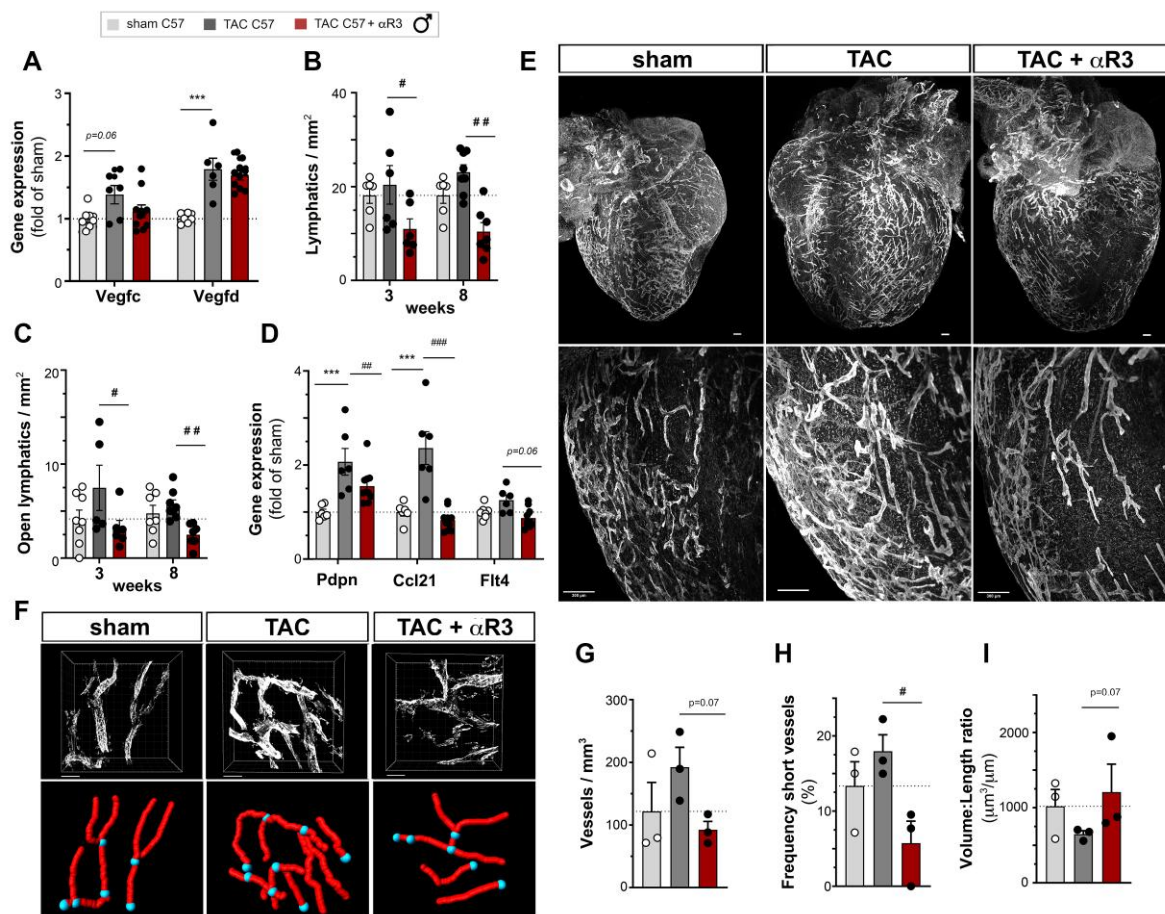 sham C57 TAC C57 TAC C57 + αR3 ♂
A
Gene expression
(fold of sham)
3
2
1
0
p=0.06
***
Vegfc Vegfd
B
Lymphatics / mm²
40
20
0
#
# #
3 8
weeks
C
Open lymphatics / mm²
20
10
5
0
#
# #
3 8
weeks
D
Gene expression
(fold of sham)
4
2
1
0
***
##
***
###
p=0.06
Pdpn Ccl21 Flt4
E
sham TAC TAC + αR3
300 µm
F
sham TAC TAC + αR3
G
Vessels / mm³
300
200
100
0
p=0.07
H
Frequency short vessels
(%)
20
10
0
#
I
Volume:Length ratio
(µm³/µm)
2000
1000
0
p=0.07